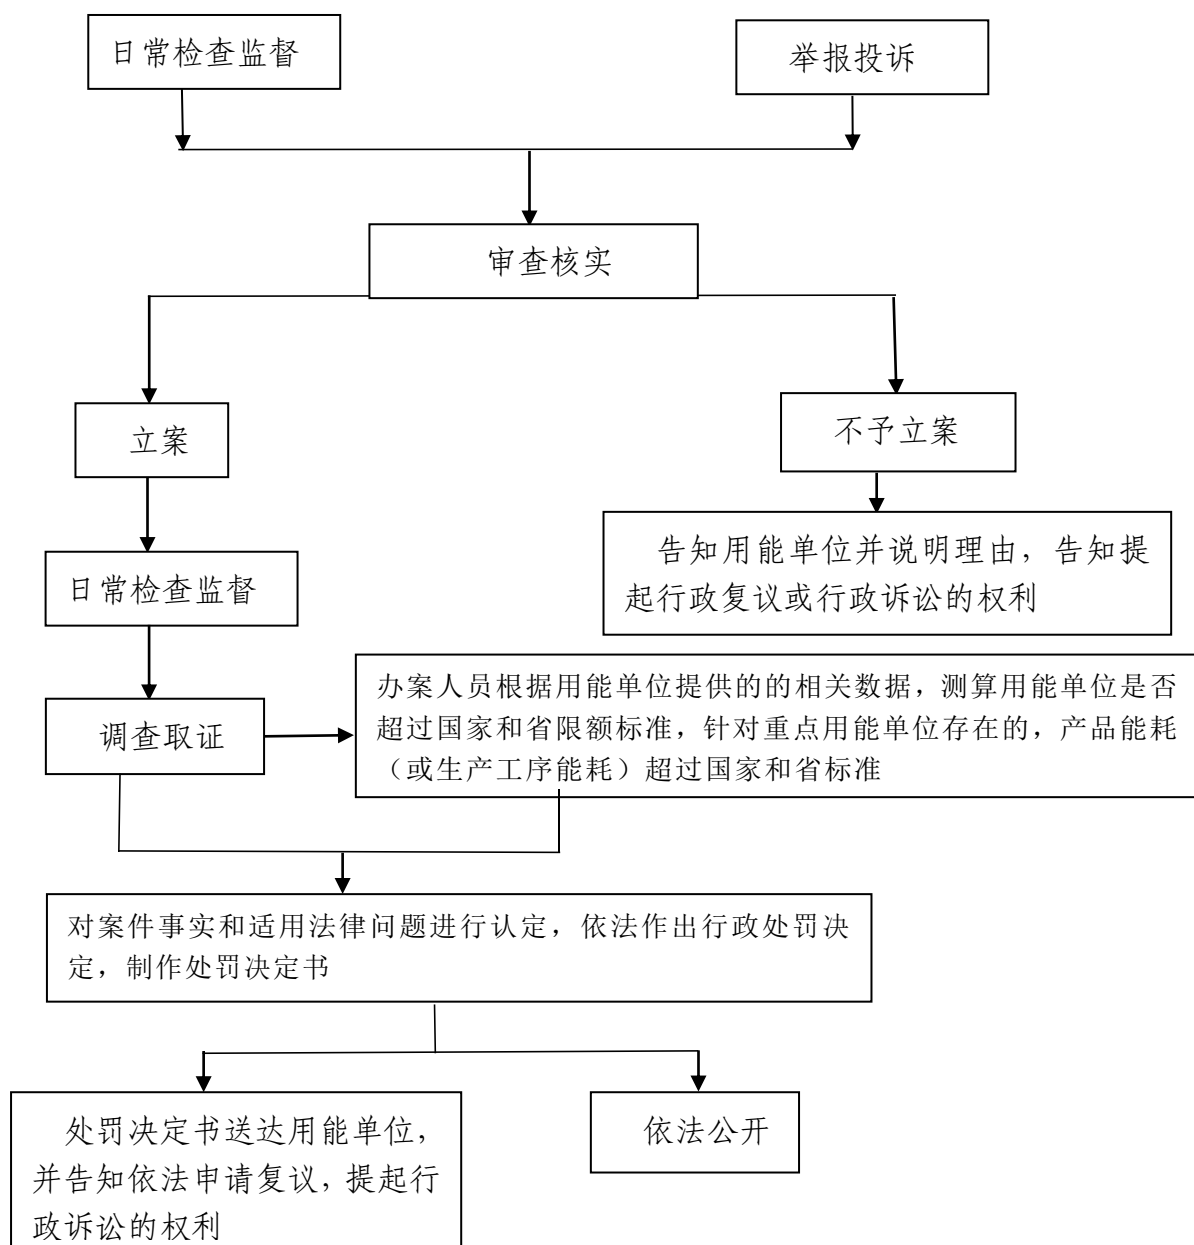 日常检查监督
举报投诉
审查核实
立案
不予立案
告知用能单位并说明理由，告知提
起行政复议或行政诉讼的权利
日常检查监督
调查取证
办案人员根据用能单位提供的的相关数据，测算用能单位是否
超过国家和省限额标准，针对重点用能单位存在的，产品能耗
（或生产工序能耗）超过国家和省标准
对案件事实和适用法律问题进行认定，依法作出行政处罚决
定，制作处罚决定书
处罚决定书送达用能单位，
并告知依法申请复议，提起行
政诉讼的权利
依法公开